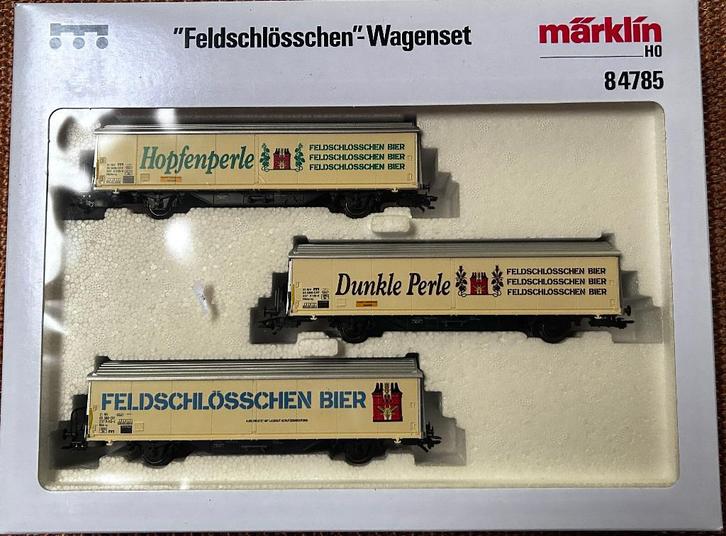 "Feldschlösschen"-Wagenset
märklín
HO
84785
Hopfenperle
FELDSCHLÖSSCHEN BIER
FELDSCHLÖSSCHEN BIER
FELDSCHLÖSSCHEN BIER
Dunkle Perle
FELDSCHLÖSSCHEN BIER
FELDSCHLÖSSCHEN BIER
FELDSCHLÖSSCHEN BIER
FELDSCHLÖSSCHEN BIER